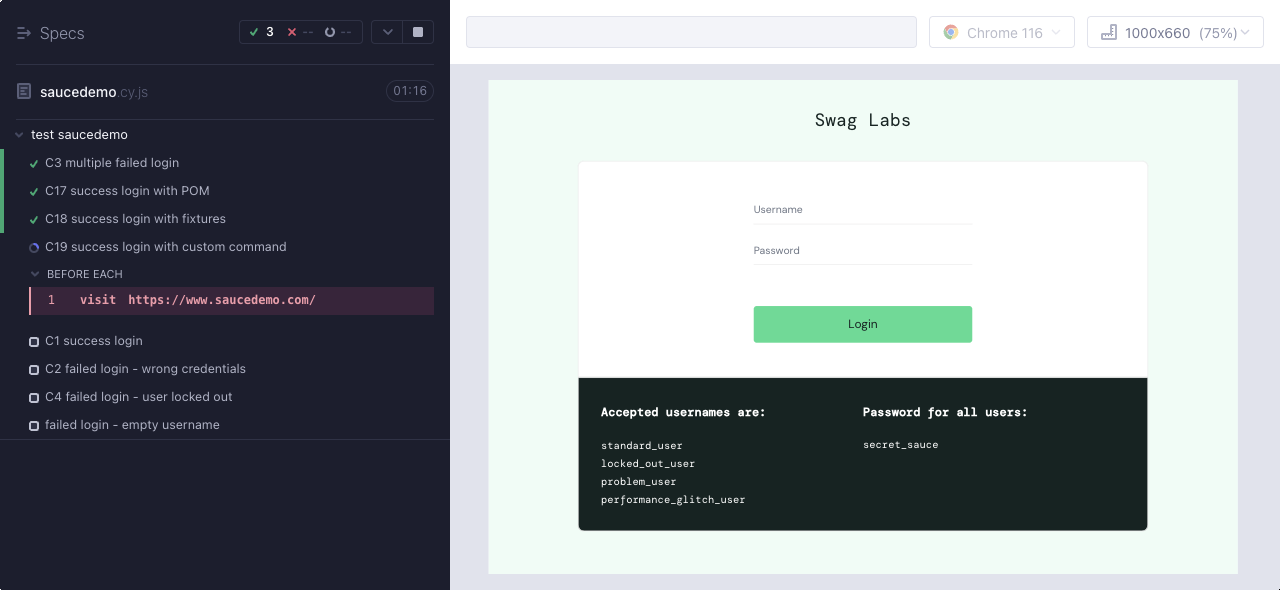 Specs
3 -- --
saucedemo.cy.js
01:16
test saucedemo
C3 multiple failed login
C17 success login with POM
C18 success login with fixtures
C19 success login with custom command
BEFORE EACH
1 visit https://www.saucedemo.com/
C1 success login
C2 failed login - wrong credentials
C4 failed login - user locked out
failed login - empty username
Chrome 116
1000x660 (75%)
Swag Labs
Username
Password
Login
Accepted usernames are:
standard_user
locked_out_user
problem_user
performance_glitch_user
Password for all users:
secret_sauce